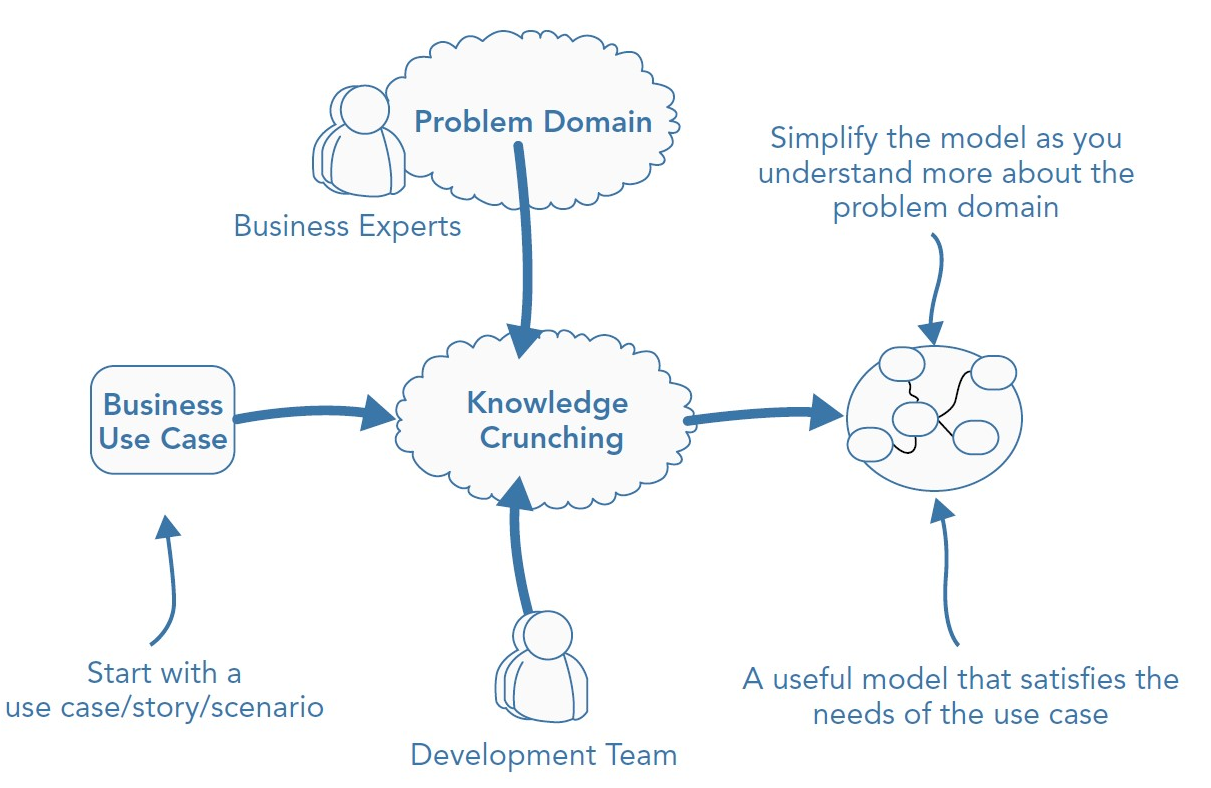 Problem Domain
Business Experts
Simplify the model as you
understand more about the
problem domain
Business
Use Case
Knowledge
Crunching
Start with a
use case/story/scenario
Development Team
A useful model that satisfies the
needs of the use case